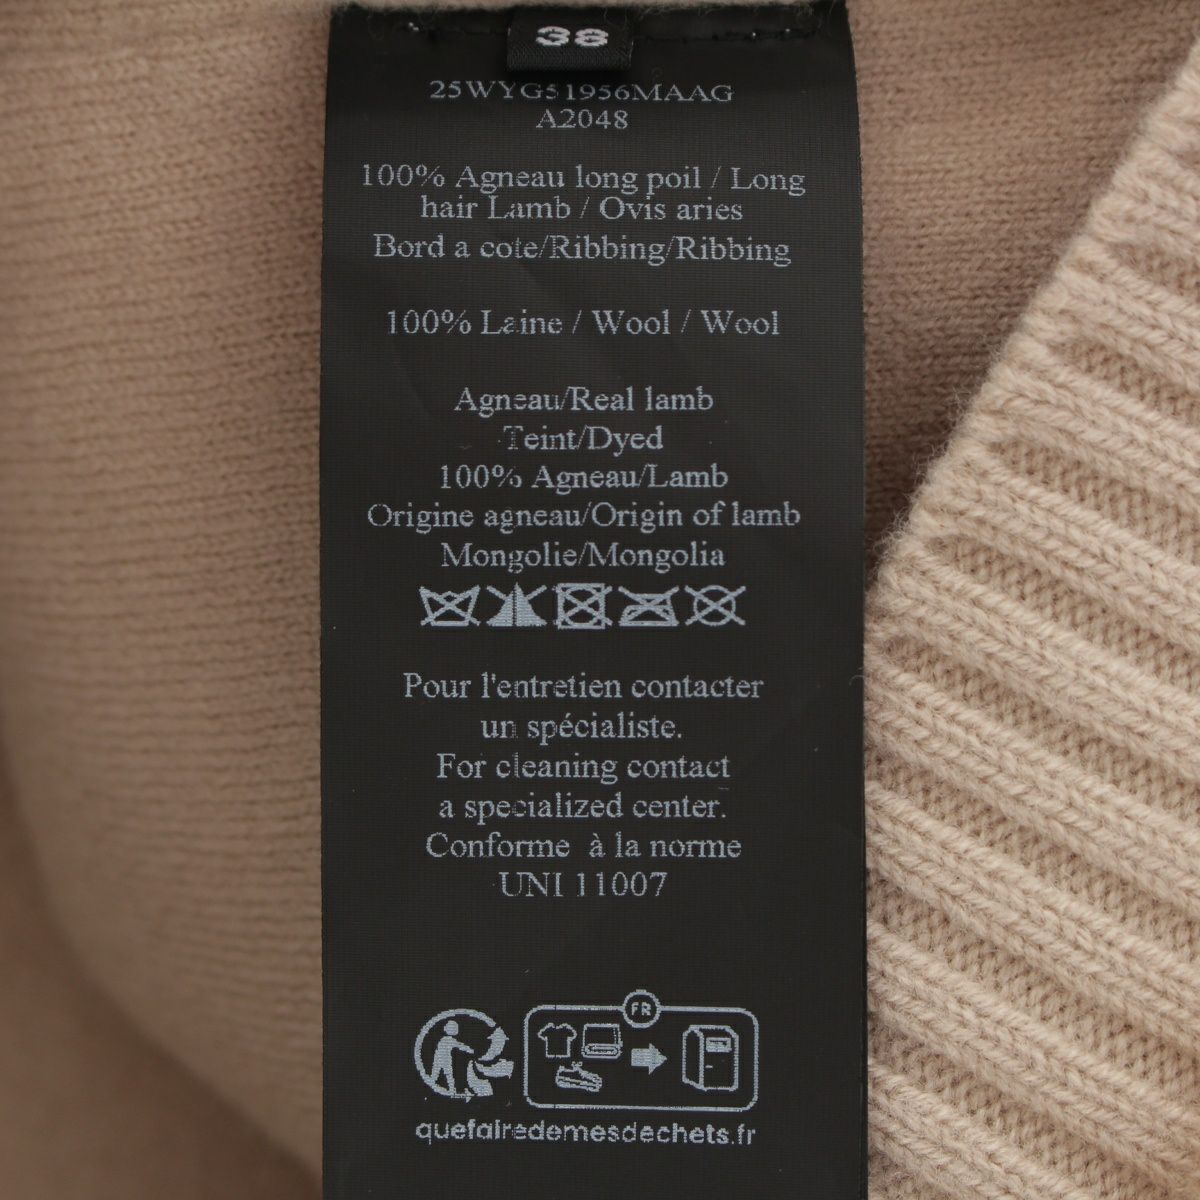 38
25WYG51956MAAG
A2048
100% Agneau long poil / Long
hair Lamb / Ovis aries
Bord a cote/Ribbing/Ribbing
100% Laine / Wool / Wool
Agneau/Real lamb
Teint/Dyed
100% Agneau/Lamb
Origine agneau/Origin of lamb
Mongolie/Mongolia
Pour l'entretien contacter
un spécialiste.
For cleaning contact
a specialized center.
Conforme à la norme
UNI 11007
FR
quefairedemesdechets.fr